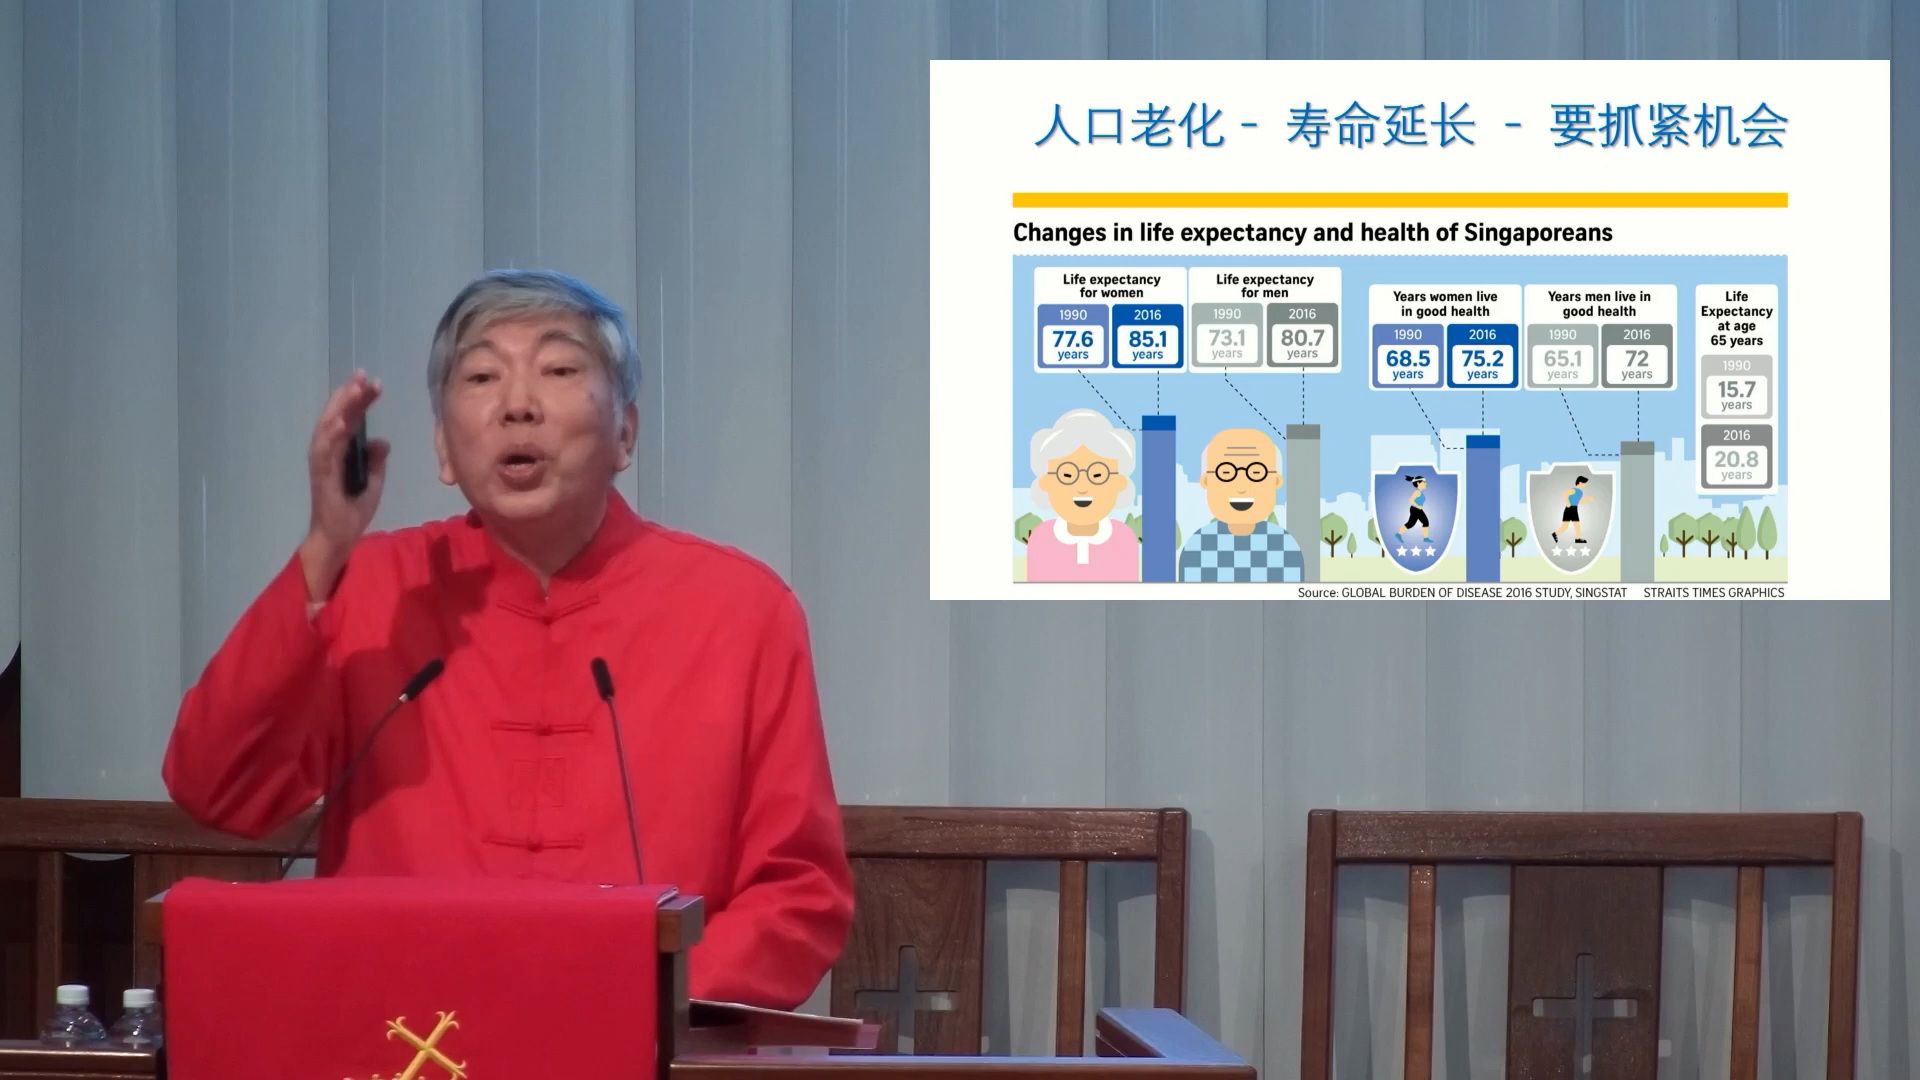 人口老化 - 寿命延长 - 要抓紧机会
Changes in life expectancy and health of Singaporeans
Life expectancy
for women
1990
77.6
years
2016
85.1
years
Life expectancy
for men
1990
73.1
years
2016
80.7
years
Years women live
in good health
1990
68.5
years
2016
75.2
years
Years men live in
good health
1990
65.1
years
2016
72
years
Life
Expectancy
at age
65 years
1990
15.7
years
2016
20.8
years
Source: GLOBAL BURDEN OF DISEASE 2016 STUDY, SINGSTAT STRAITS TIMES GRAPHICS